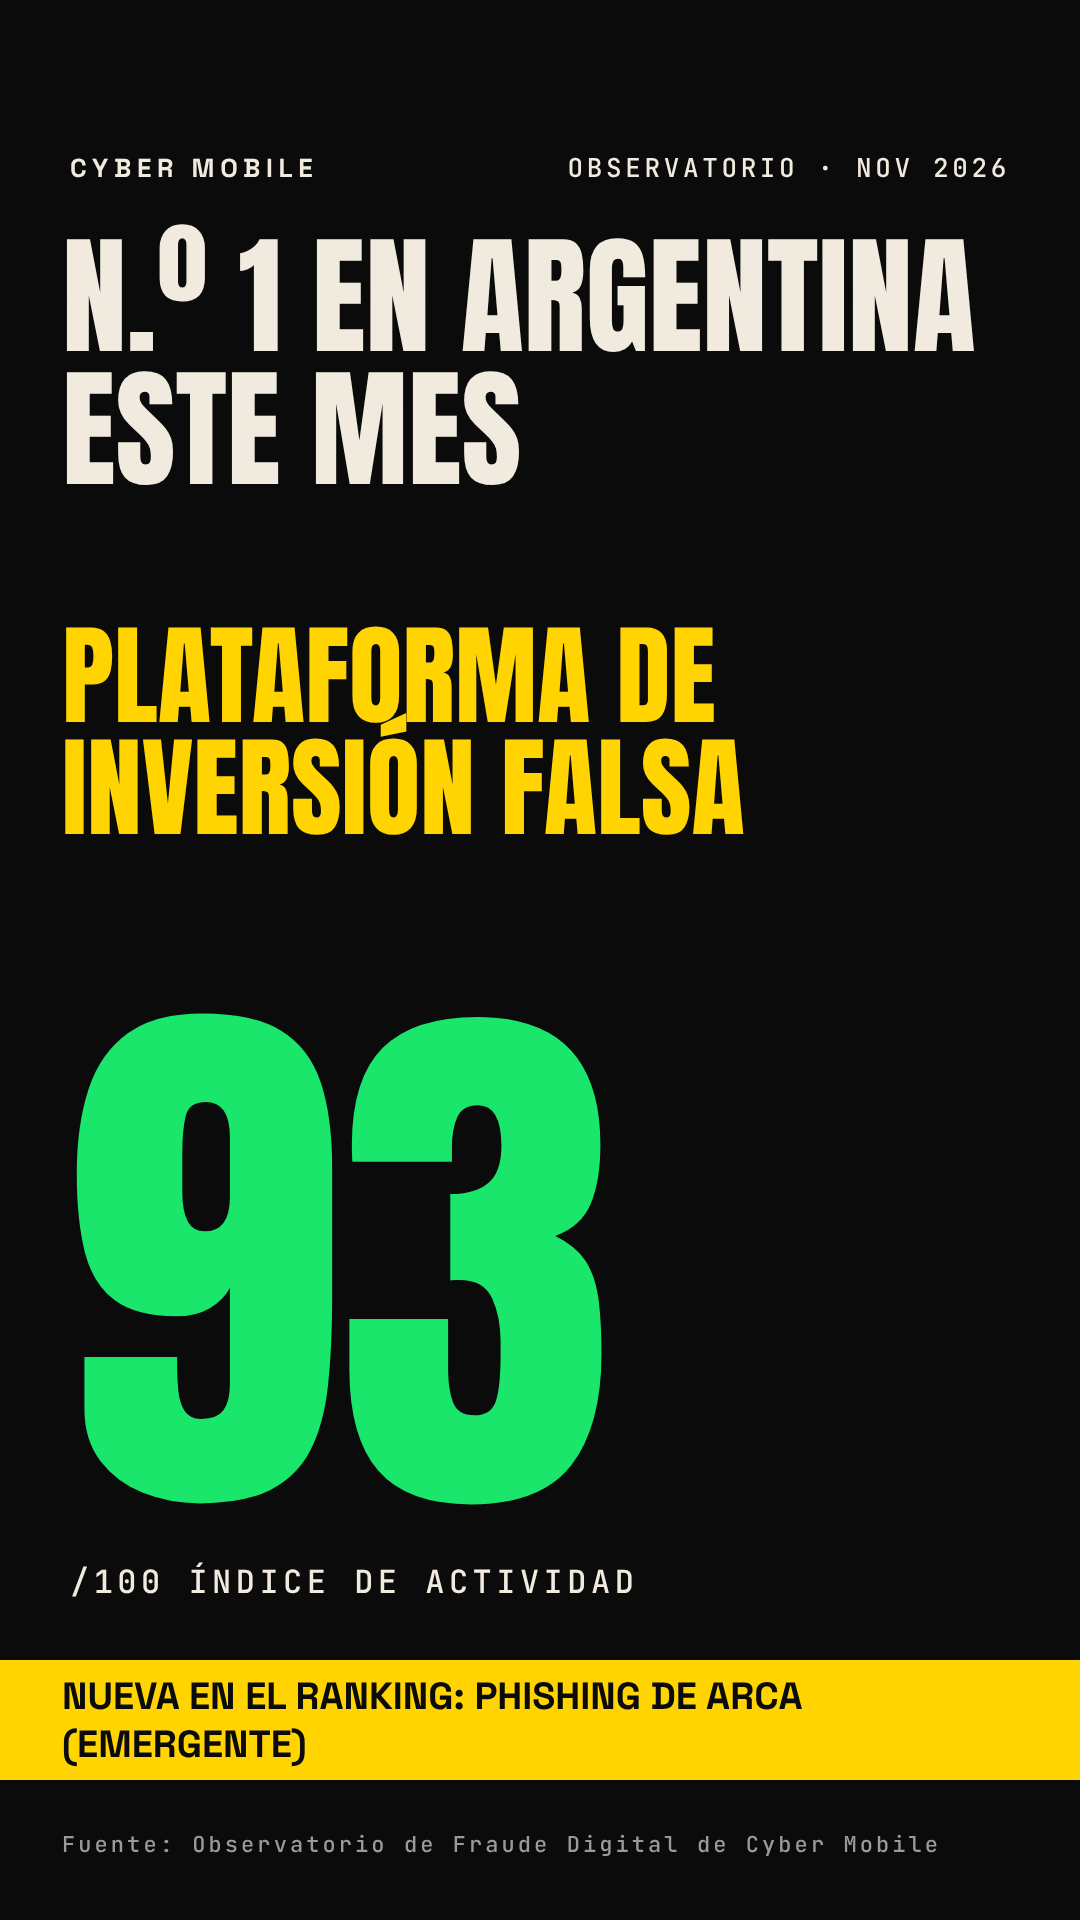 CYBER MOBILE
OBSERVATORIO · NOV 2026
N.º 1 EN ARGENTINA
ESTE MES
PLATAFORMA DE
INVERSIÓN FALSA
93
/100 ÍNDICE DE ACTIVIDAD
NUEVA EN EL RANKING: PHISHING DE ARCA
(EMERGENTE)
Fuente: Observatorio de Fraude Digital de Cyber Mobile